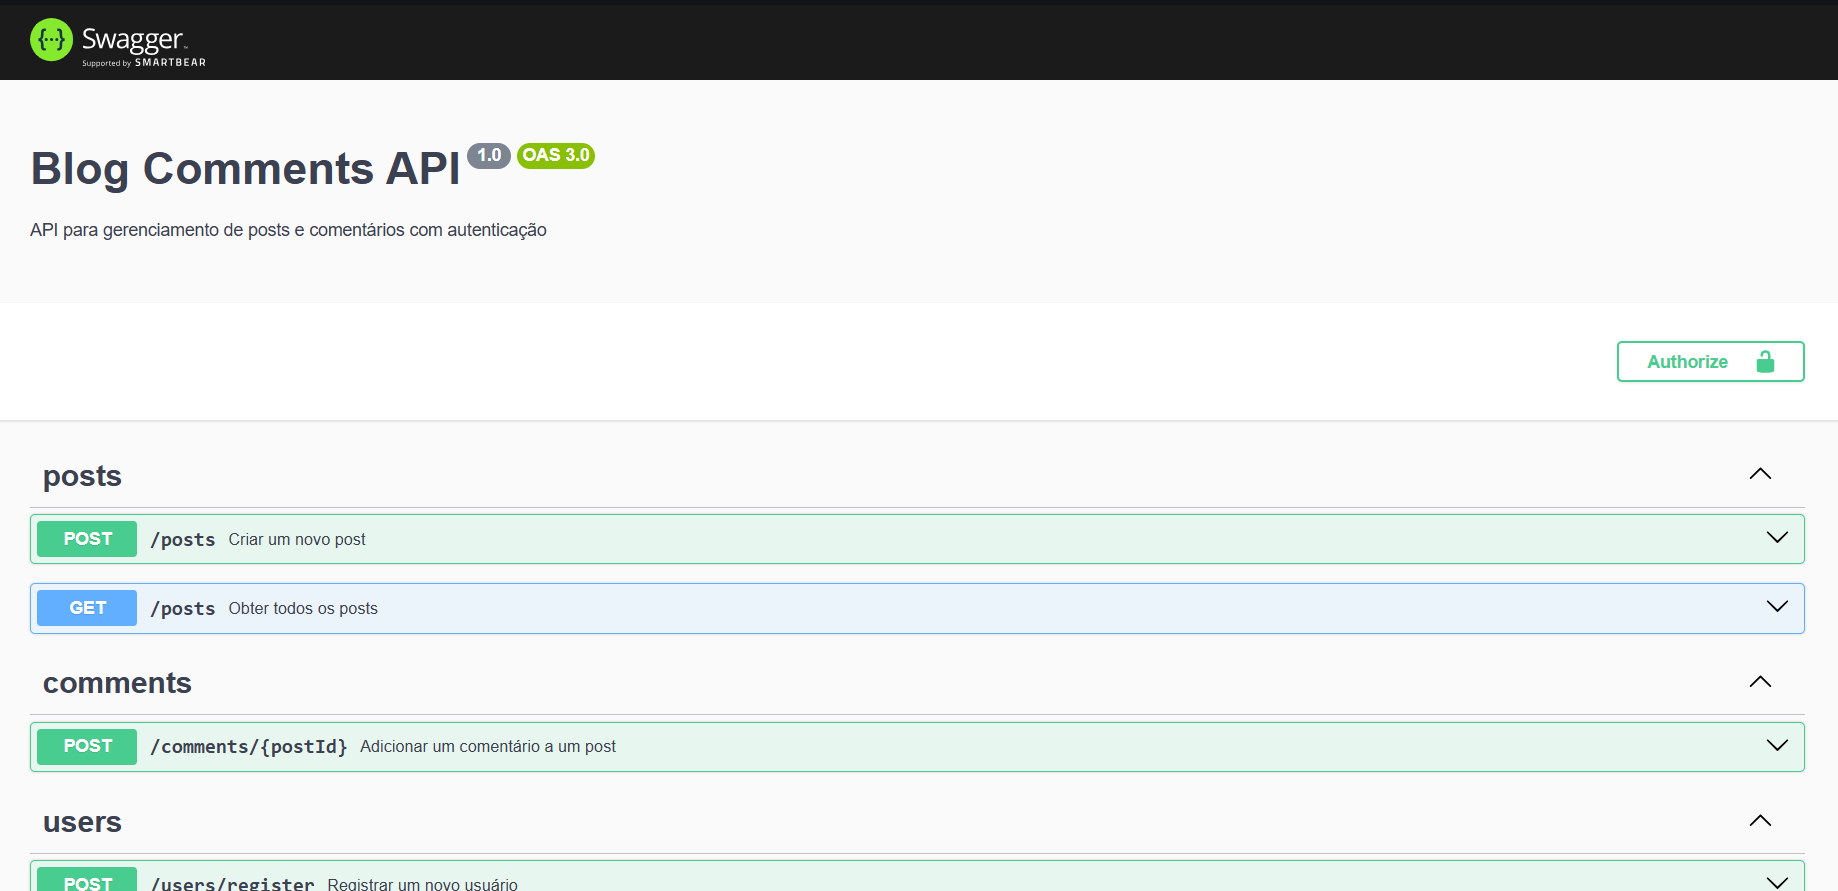 Swagger™
Supported by SMARTBEAR
Blog Comments API 1.0 OAS 3.0
API para gerenciamento de posts e comentários com autenticação
Authorize
posts
POST /posts Criar um novo post
GET /posts Obter todos os posts
comments
POST /comments/{postId} Adicionar um comentário a um post
users
POST /users/register Registrar um novo usuário